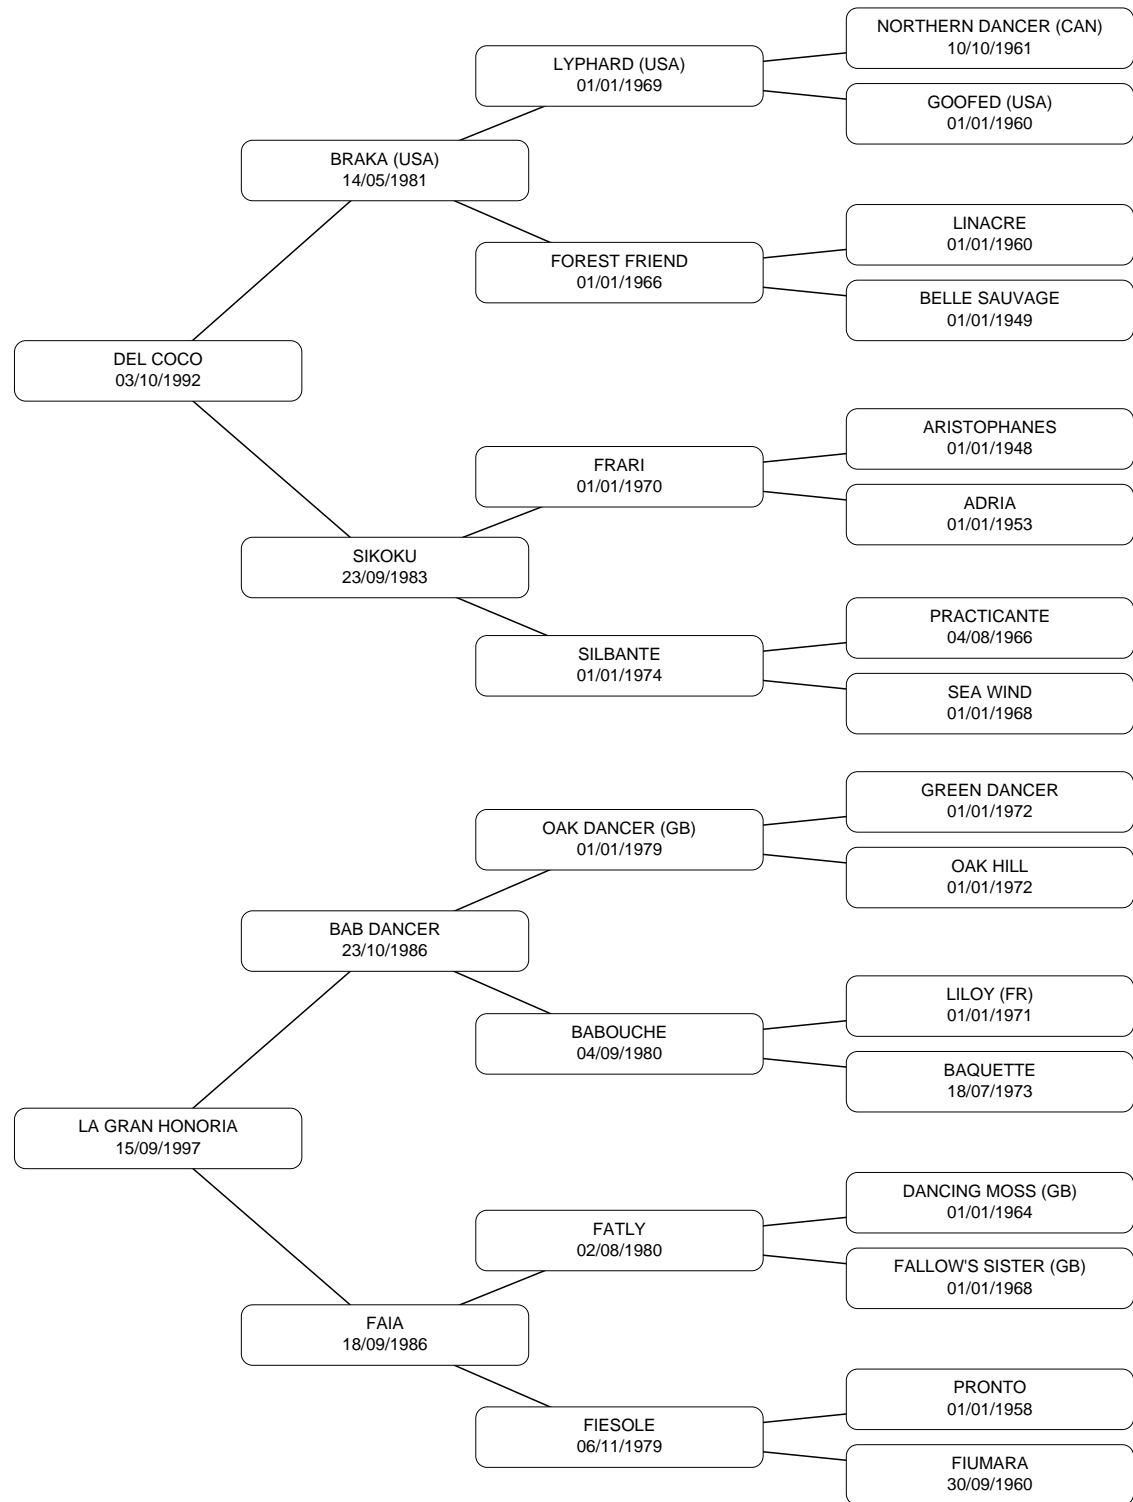 NORTHERN DANCER (CAN)
10/10/1961
LYPHARD (USA)
01/01/1969
GOOFED (USA)
01/01/1960
BRAKA (USA)
14/05/1981
LINACRE
01/01/1960
FOREST FRIEND
01/01/1966
BELLE SAUVAGE
01/01/1949
DEL COCO
03/10/1992
ARISTOPHANES
01/01/1948
FRARI
01/01/1970
ADRIA
01/01/1953
SIKOKU
23/09/1983
PRACTICANTE
04/08/1966
SILBANTE
01/01/1974
SEA WIND
01/01/1968
GREEN DANCER
01/01/1972
OAK DANCER (GB)
01/01/1979
OAK HILL
01/01/1972
BAB DANCER
23/10/1986
LILOY (FR)
01/01/1971
BABOUCHE
04/09/1980
BAQUETTE
18/07/1973
LA GRAN HONORIA
15/09/1997
DANCING MOSS (GB)
01/01/1964
FATLY
02/08/1980
FALLOW'S SISTER (GB)
01/01/1968
FAIA
18/09/1986
PRONTO
01/01/1958
FIESOLE
06/11/1979
FIUMARA
30/09/1960